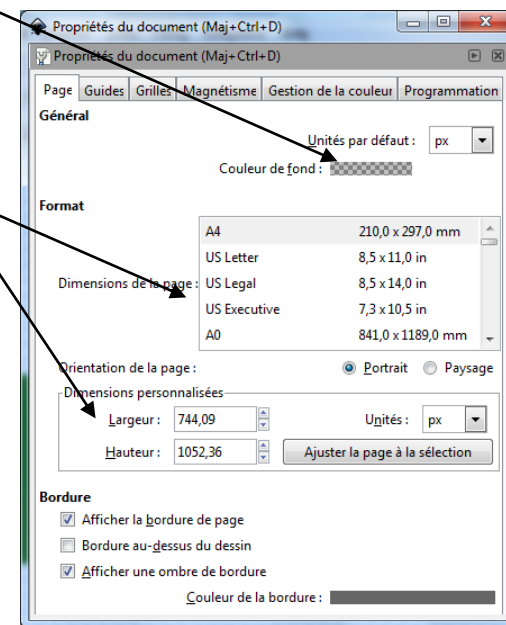 Propriétés du document (Maj+Ctrl+D)
Propriétés du document (Maj+Ctrl+D)
Page Guides Grilles Magnétisme Gestion de la couleur Programmation
Général
Unités par défaut : px
Couleur de fond :
Format
A4 210,0 x 297,0 mm
US Letter 8,5 x 11,0 in
Dimensions de la page : US Legal 8,5 x 14,0 in
US Executive 7,3 x 10,5 in
A0 841,0 x 1189,0 mm
Orientation de la page : Portrait Paysage
Dimensions personnalisées
Largeur : 744,09 Unités : px
Hauteur : 1052,36 Ajuster la page à la sélection
Bordure
Afficher la bordure de page
Bordure au-dessus du dessin
Afficher une ombre de bordure
Couleur de la bordure :